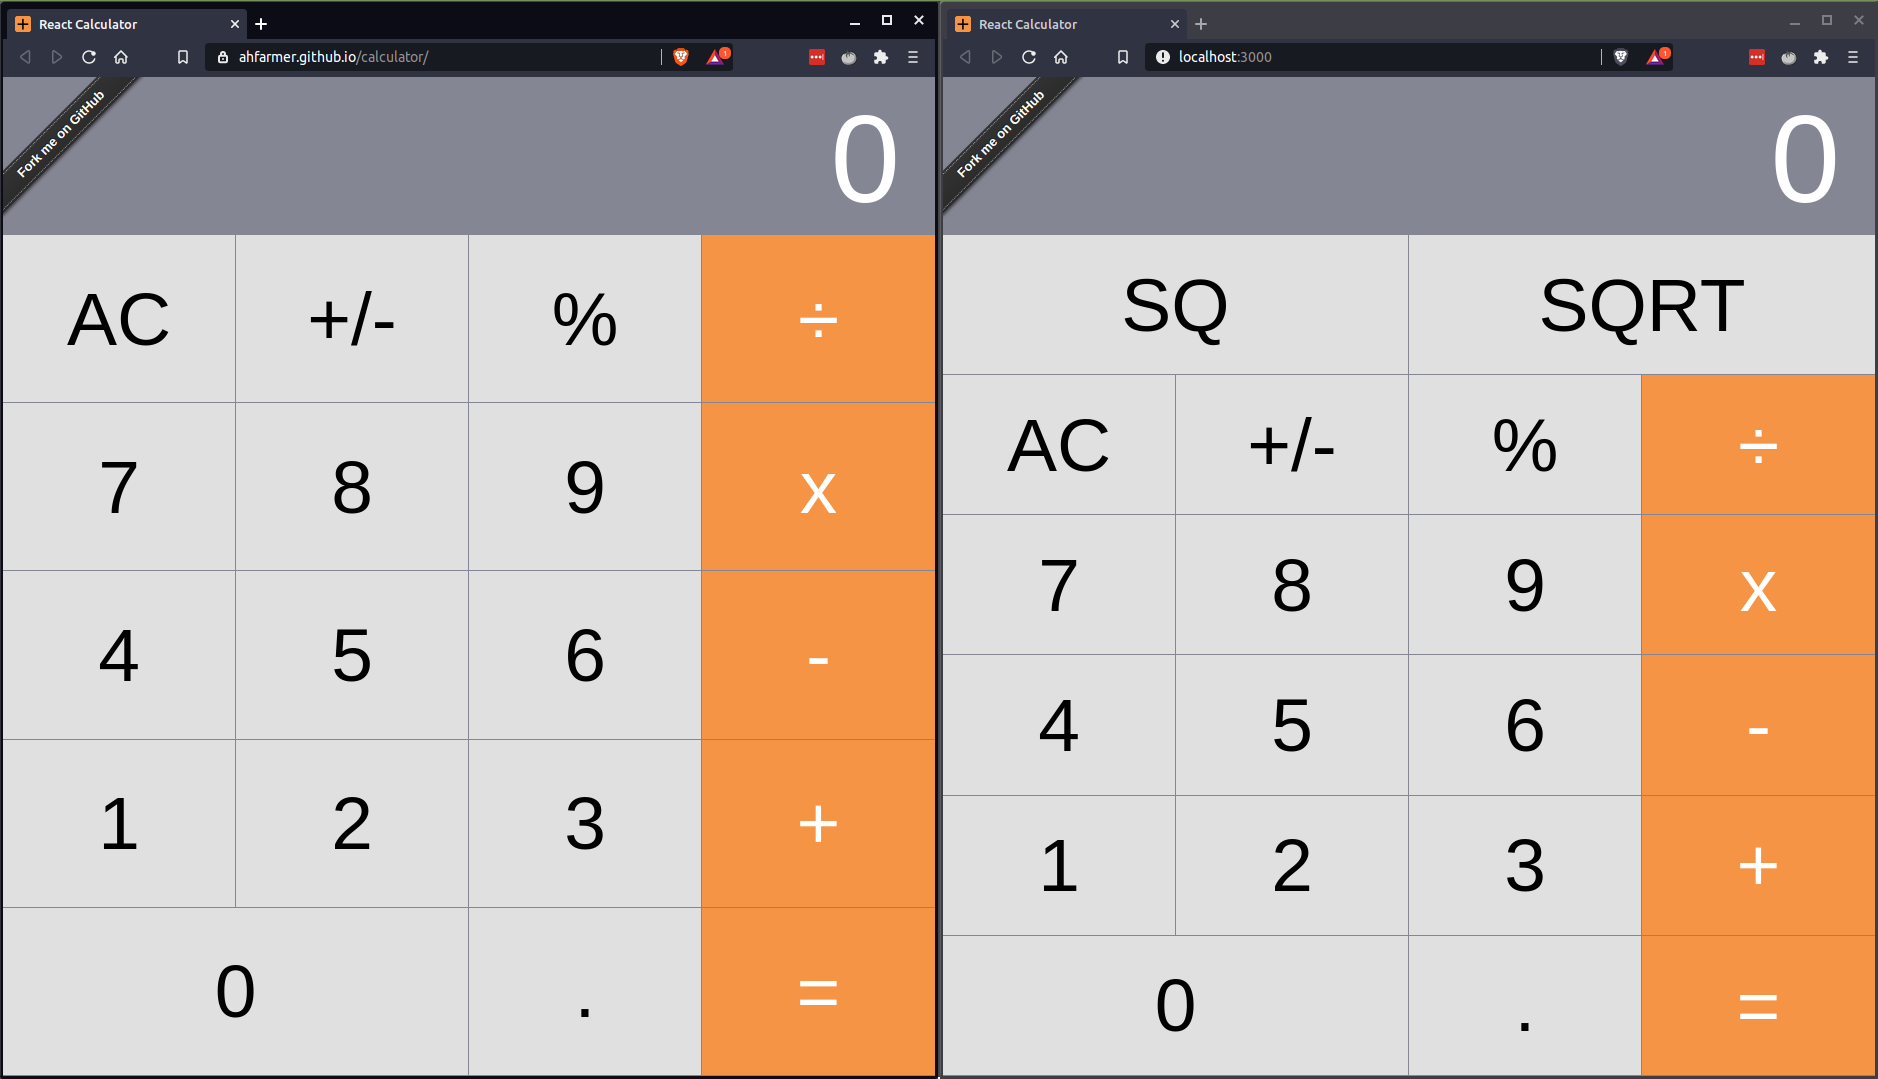 React Calculator
ahfarmer.github.io/calculator/
1
Fork me on GitHub
0
AC +/- % ÷
7 8 9 x
4 5 6 -
1 2 3 +
0 . =
React Calculator
localhost:3000
1
Fork me on GitHub
0
SQ SQRT
AC +/- % ÷
7 8 9 x
4 5 6 -
1 2 3 +
0 . =